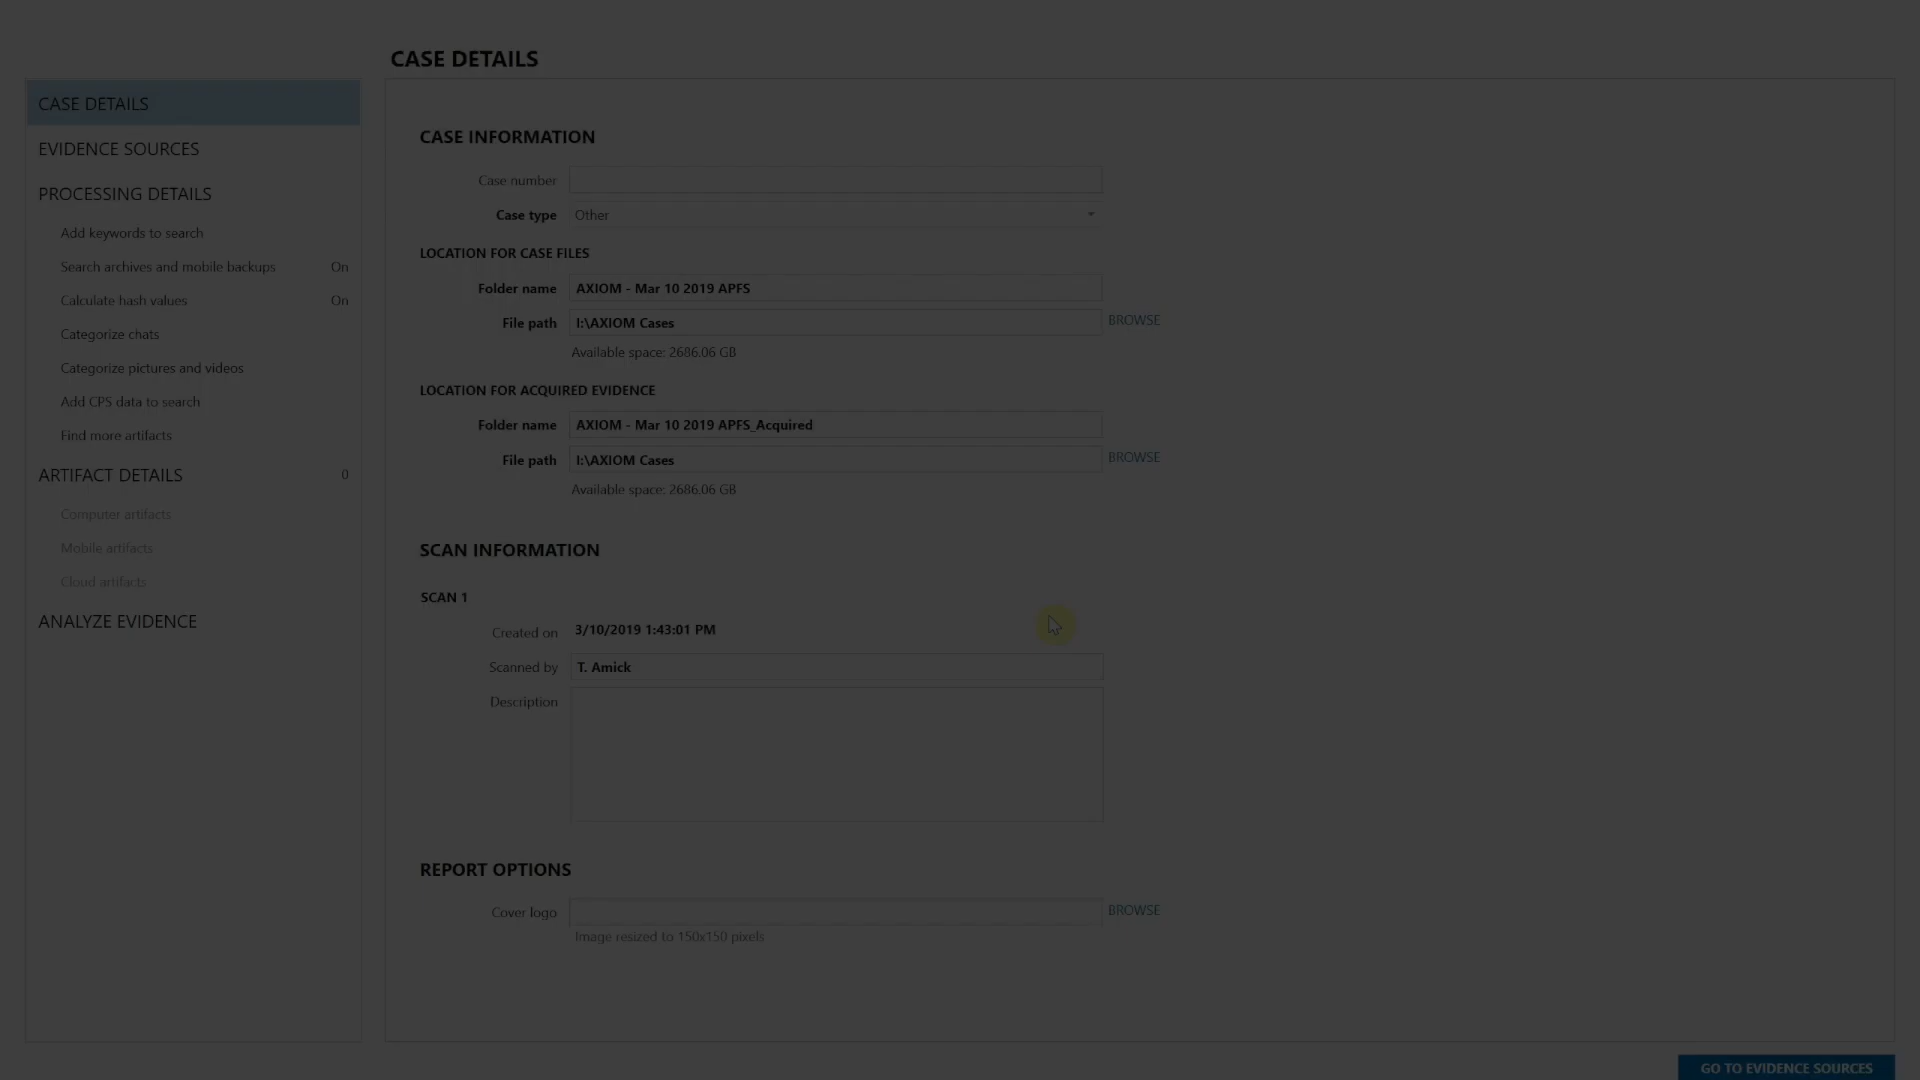 CASE DETAILS
CASE DETAILS
EVIDENCE SOURCES
PROCESSING DETAILS
Add keywords to search
Search archives and mobile backups On
Calculate hash values On
Categorize chats
Categorize pictures and videos
Add CPS data to search
Find more artifacts
ARTIFACT DETAILS 0
Computer artifacts
Mobile artifacts
Cloud artifacts
ANALYZE EVIDENCE
CASE INFORMATION
Case number
Case type Other
LOCATION FOR CASE FILES
Folder name AXIOM - Mar 10 2019 APFS
File path I:\AXIOM Cases BROWSE
Available space: 2686.06 GB
LOCATION FOR ACQUIRED EVIDENCE
Folder name AXIOM - Mar 10 2019 APFS_Acquired
File path I:\AXIOM Cases BROWSE
Available space: 2686.06 GB
SCAN INFORMATION
SCAN 1
Created on 3/10/2019 1:43:01 PM
Scanned by T. Amick
Description
REPORT OPTIONS
Cover logo BROWSE
Image resized to 150x150 pixels
GO TO EVIDENCE SOURCES